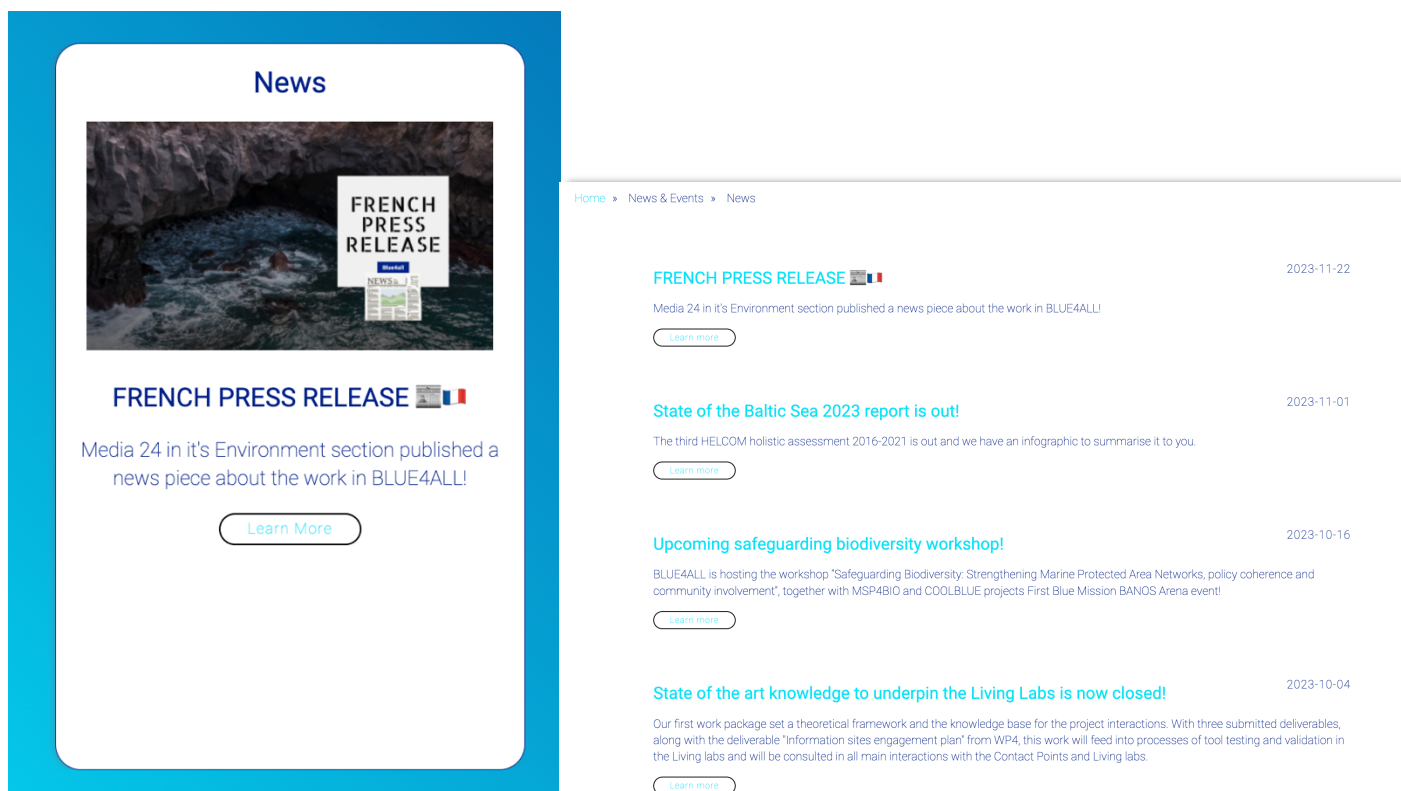 News
FRENCH
PRESS
RELEASE
Blue4all
NEWS
FRENCH PRESS RELEASE 📰🇫🇷
Media 24 in it's Environment section published a
news piece about the work in BLUE4ALL!
Learn More
Home » News & Events » News
FRENCH PRESS RELEASE 📰🇫🇷
2023-11-22
Media 24 in it's Environment section published a news piece about the work in BLUE4ALL!
Learn more
State of the Baltic Sea 2023 report is out!
2023-11-01
The third HELCOM holistic assessment 2016-2021 is out and we have an infographic to summarise it to you.
Learn more
Upcoming safeguarding biodiversity workshop!
2023-10-16
BLUE4ALL is hosting the workshop “Safeguarding Biodiversity: Strengthening Marine Protected Area Networks, policy coherence and
community involvement”, together with MSP4BIO and COOLBLUE projects First Blue Mission BANOS Arena event!
Learn more
State of the art knowledge to underpin the Living Labs is now closed!
2023-10-04
Our first work package set a theoretical framework and the knowledge base for the project interactions. With three submitted deliverables,
along with the deliverable “Information sites engagement plan” from WP4, this work will feed into processes of tool testing and validation in
the Living labs and will be consulted in all main interactions with the Contact Points and Living labs.
Learn more